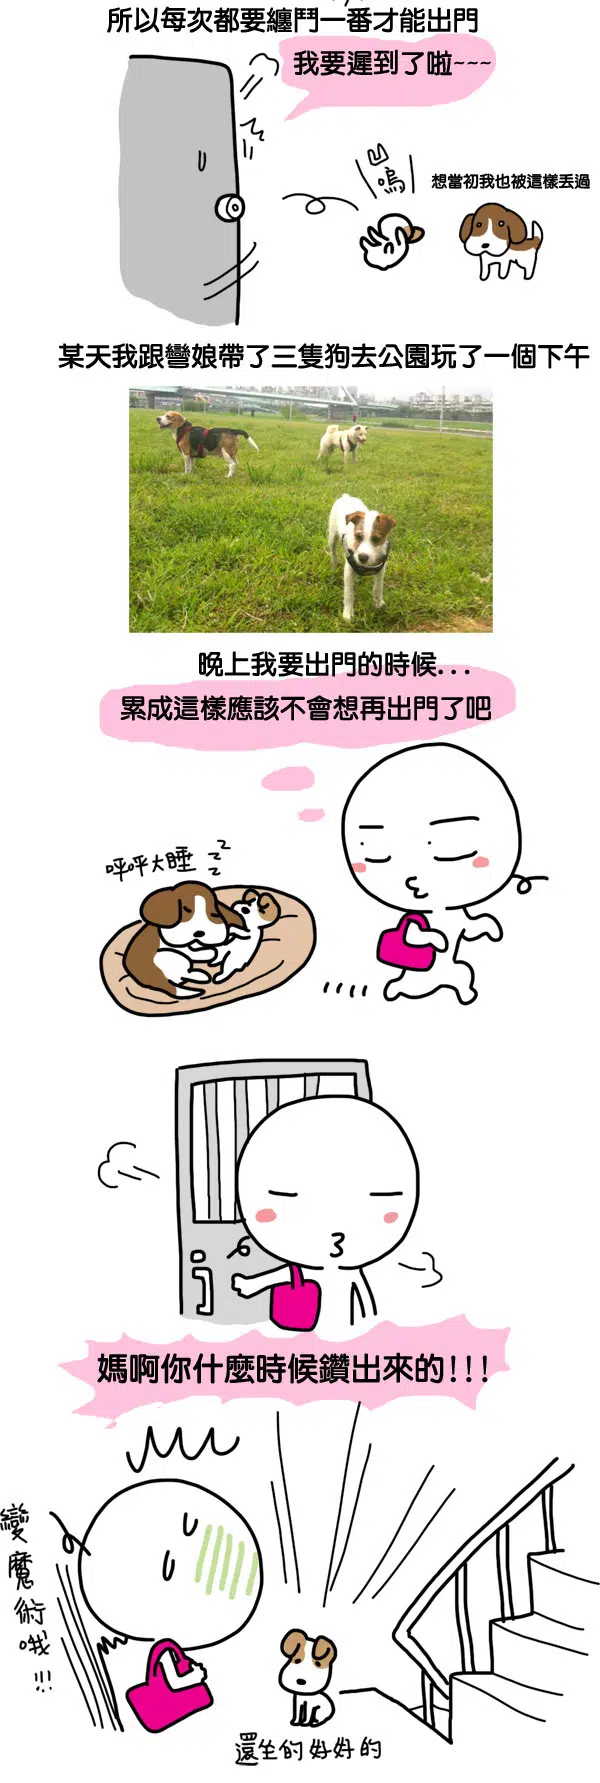 所以每次都要纏鬥一番才能出門
我要遲到了啦~~~
凹
嗚
想當初我也被這樣丟過
某天我跟彎娘帶了三隻狗去公園玩了一個下午
晚上我要出門的時候...
累成這樣應該不會想再出門了吧
呼呼大睡 zzz
媽啊你什麼時候鑽出來的!!!
變魔術哦!!!
還坐的好好的